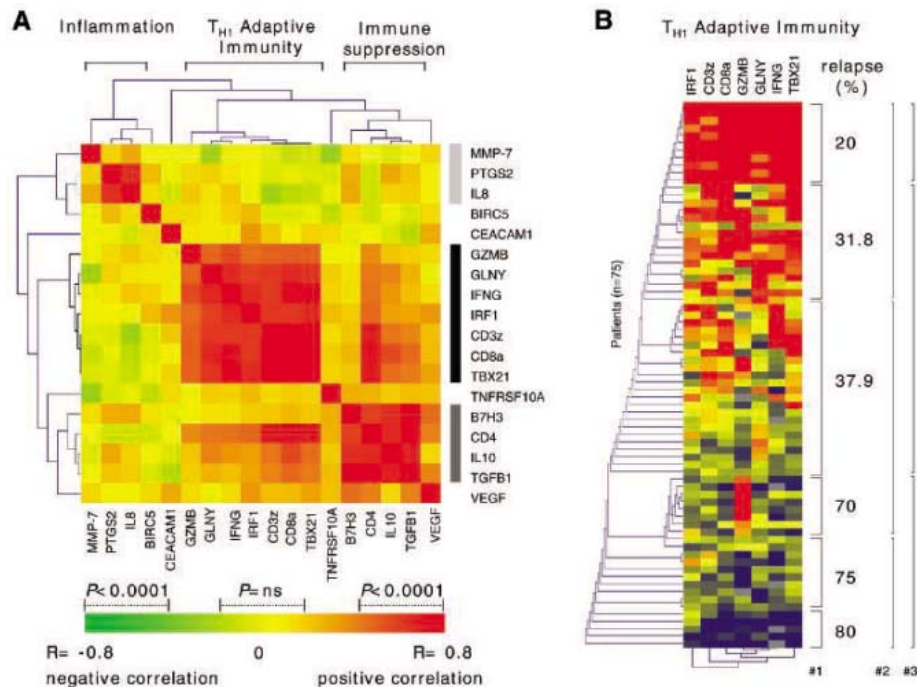 A
Inflammation
TH1 Adaptive
Immunity
Immune
suppression
MMP-7
PTGS2
IL8
BIRC5
CEACAM1
GZMB
GLNY
IFNG
IRF1
CD3z
CD8a
TBX21
TNFRSF10A
B7H3
CD4
IL10
TGFB1
VEGF
MMP-7
PTGS2
IL8
BIRC5
CEACAM1
GZMB
GLNY
IFNG
IRF1
CD3z
CD8a
TBX21
TNFRSF10A
B7H3
CD4
IL10
TGFB1
VEGF
P< 0.0001
P= ns
P< 0.0001
R= -0.8
0
R= 0.8
negative correlation
positive correlation
B
TH1 Adaptive Immunity
IRF1
CD3z
CD8a
GZMB
GLNY
IFNG
TBX21
relapse
(%)
Patients (n=75)
20
31.8
37.9
70
75
80
#1
#2
#3